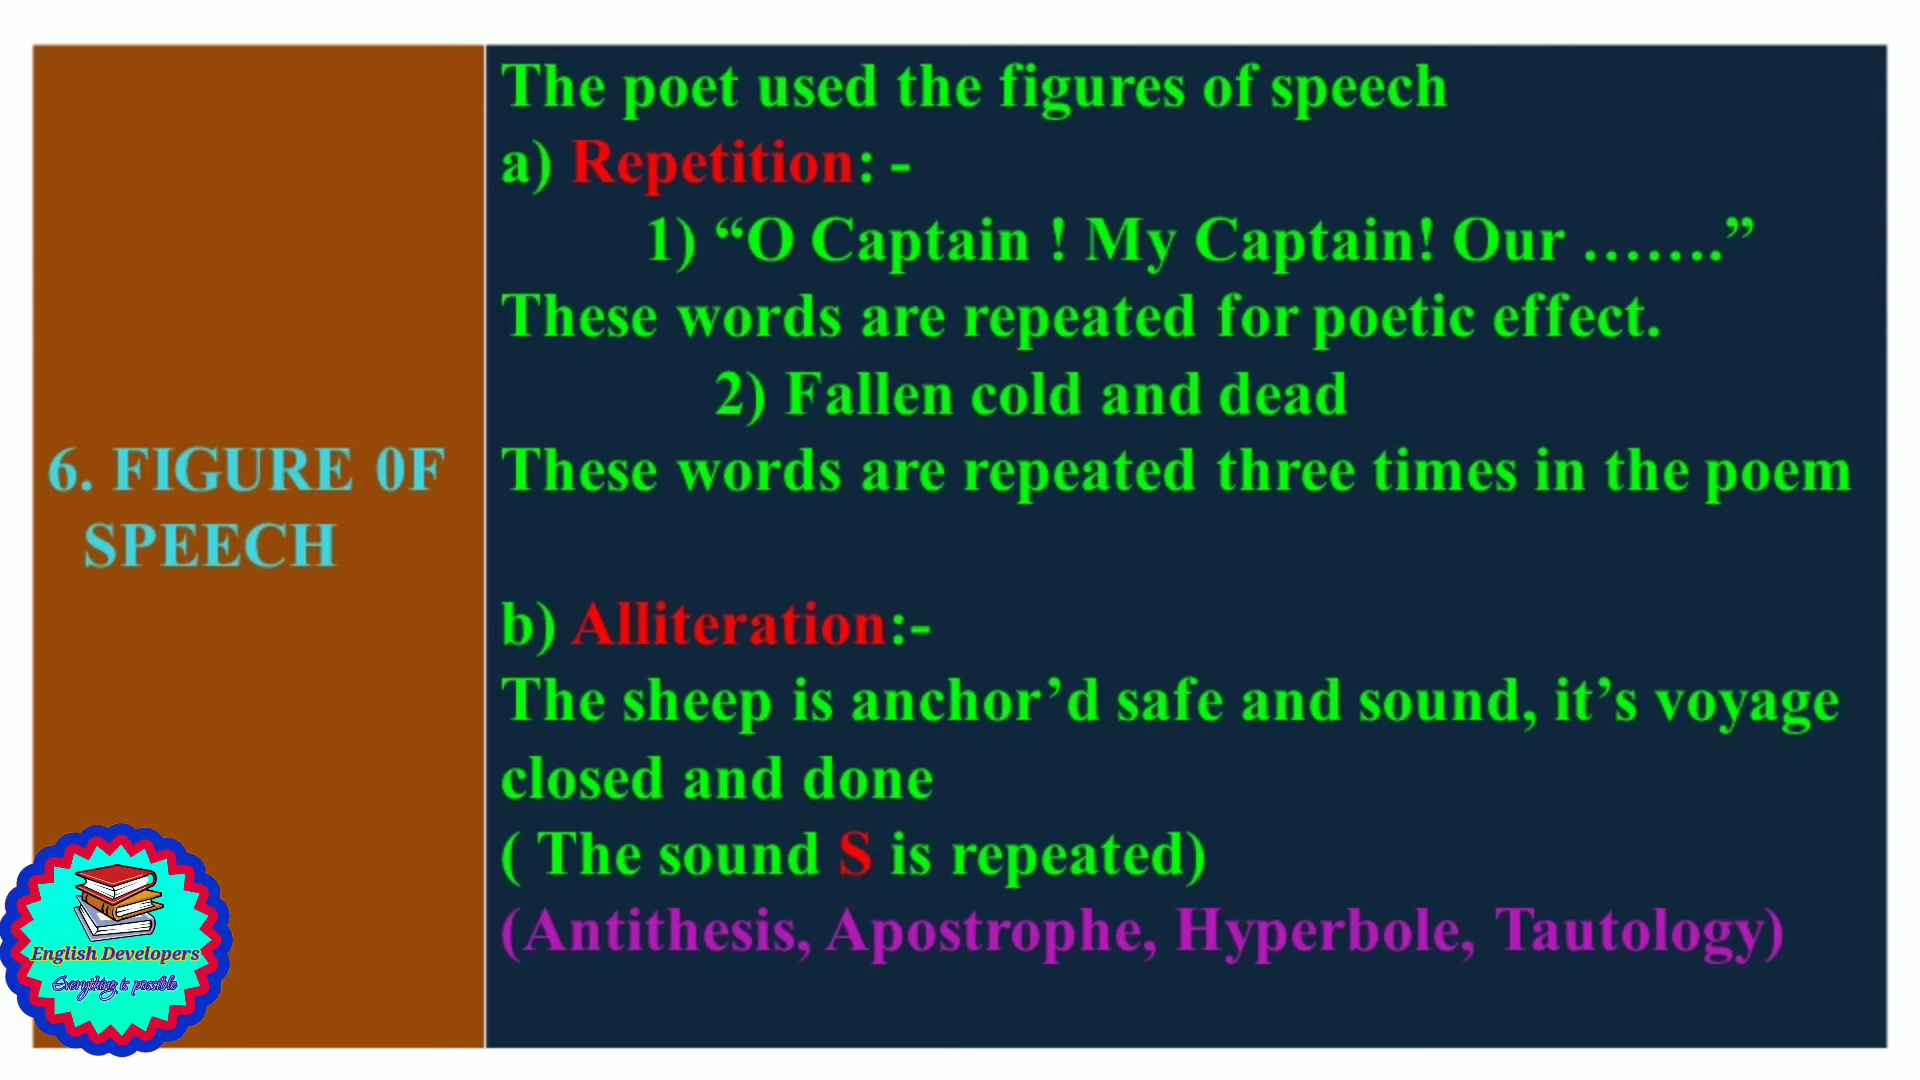 6. FIGURE 0F
SPEECH
The poet used the figures of speech
a) Repetition: -
1) “O Captain ! My Captain! Our …….”
These words are repeated for poetic effect.
2) Fallen cold and dead
These words are repeated three times in the poem
b) Alliteration:-
The sheep is anchor’d safe and sound, it’s voyage
closed and done
( The sound S is repeated)
(Antithesis, Apostrophe, Hyperbole, Tautology)
English Developers
Everything is possible